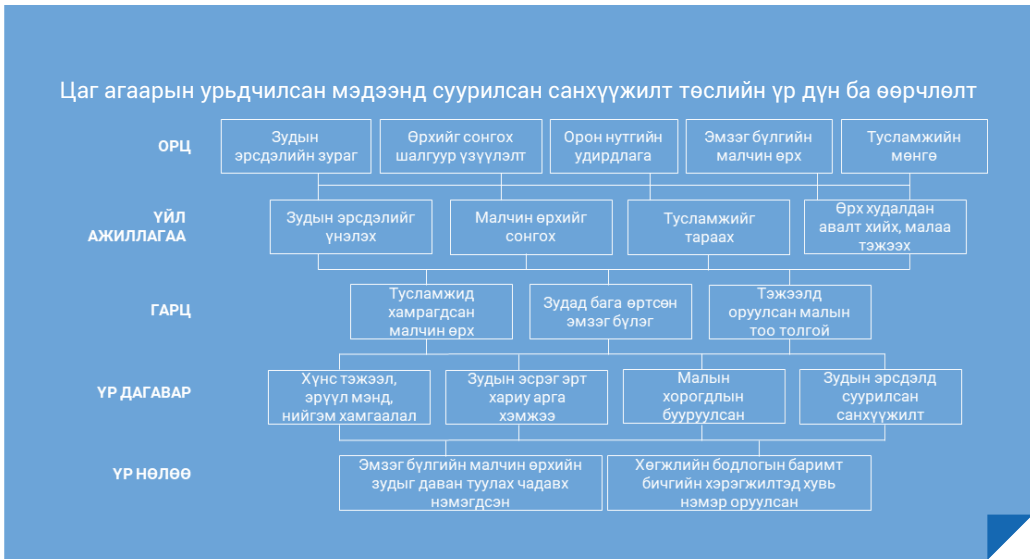 Цаг агаарын урьдчилсан мэдээнд суурилсан санхүүжилт төслийн үр дүн ба өөрчлөлт
ОРЦ
Зудын
эрсдэлийн зураг
Өрхийг сонгох
шалгуур үзүүлэлт
Орон нутгийн
удирдлага
Эмзэг бүлгийн
малчин өрх
Тусламжийн
мөнгө
ҮЙЛ
АЖИЛЛАГАА
Зудын эрсдэлийг
үнэлэх
Малчин өрхийг
сонгох
Тусламжийг
тараах
Өрх худалдан
авалт хийх, малаа
тэжээх
ГАРЦ
Тусламжид
хамрагдсан
малчин өрх
Зудад бага өртсөн
эмзэг бүлэг
Тэжээлд
оруулсан малын
тоо толгой
ҮР ДАГАВАР
Хүнс тэжээл,
эрүүл мэнд,
нийгэм хамгаалал
Зудын эсрэг эрт
хариу арга
хэмжээ
Малын
хорогдлын
бууруулсан
Зудын эрсдэлд
суурилсан
санхүүжилт
ҮР НӨЛӨӨ
Эмзэг бүлгийн малчин өрхийн
зудыг даван туулах чадавх
нэмэгдсэн
Хөгжлийн бодлогын баримт
бичгийн хэрэгжилтэд хувь
нэмэр оруулсан